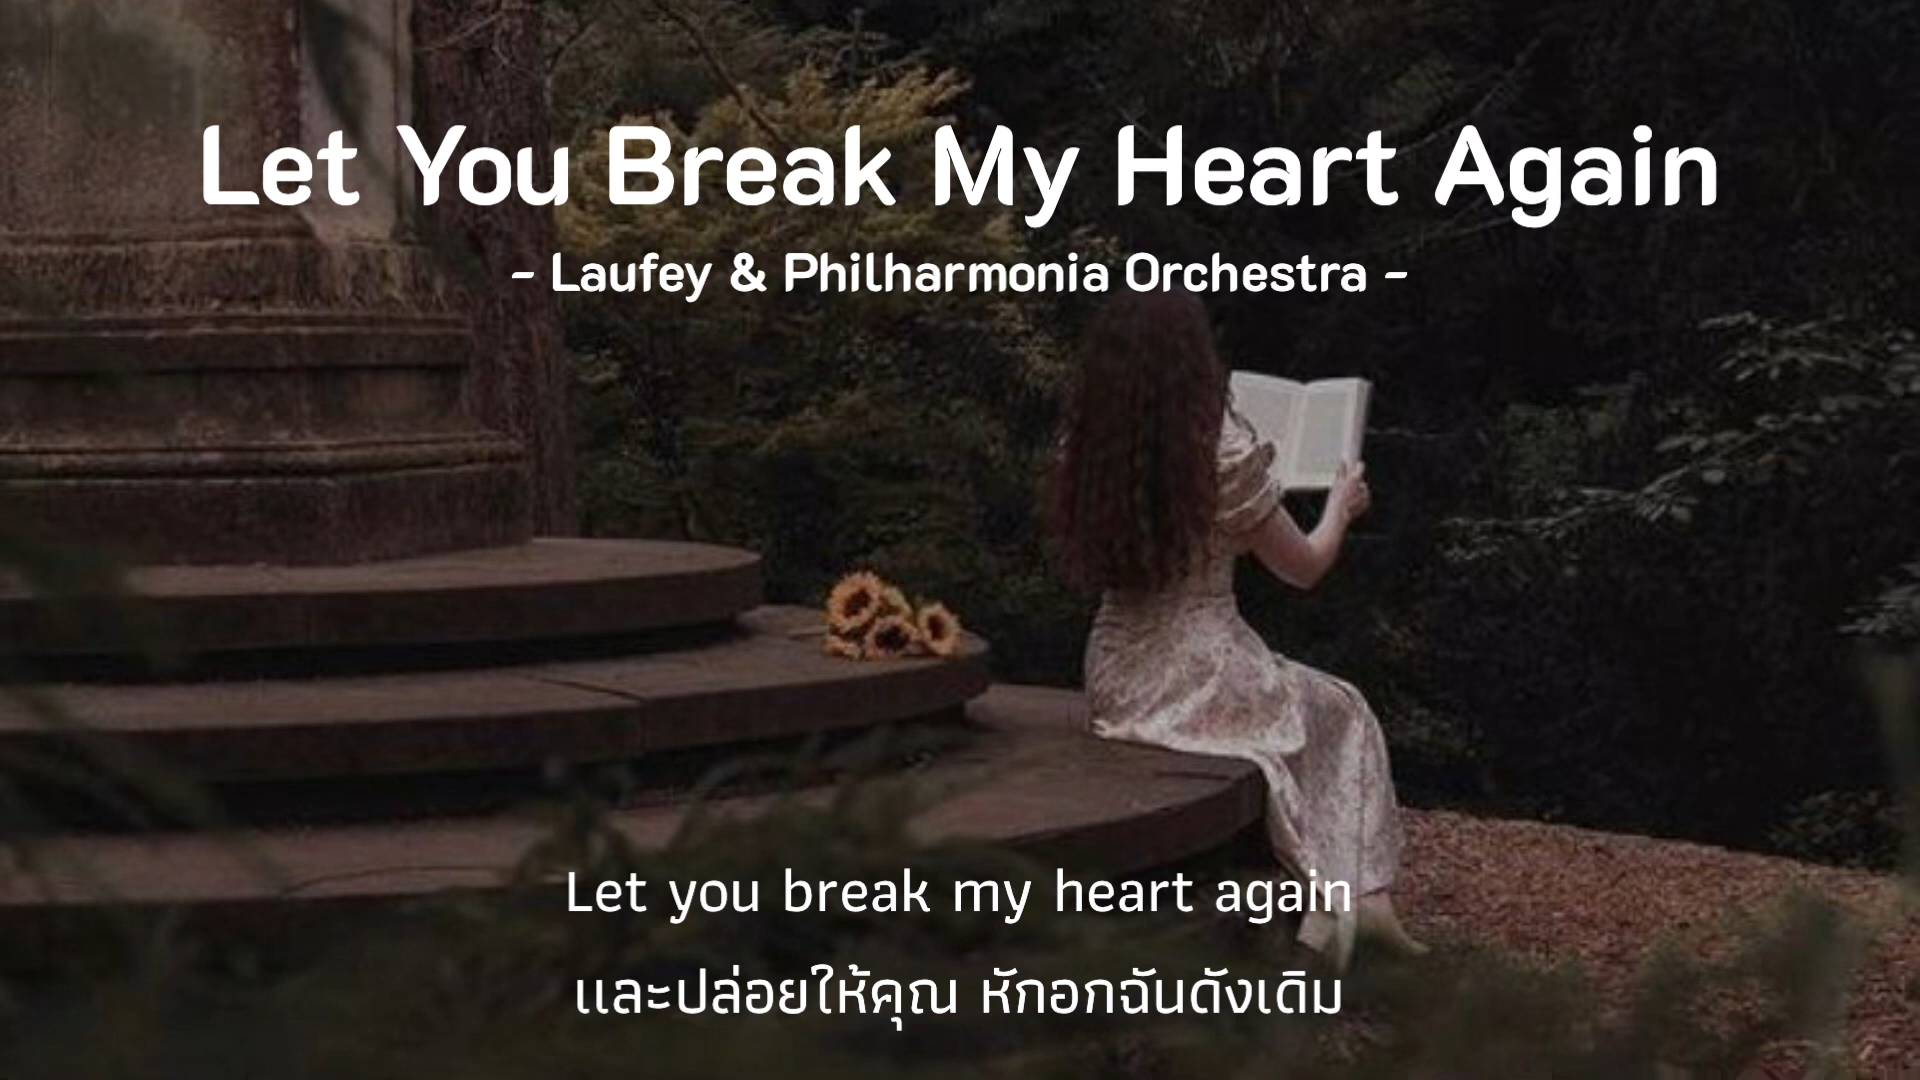 Let You Break My Heart Again
- Laufey & Philharmonia Orchestra -
Let you break my heart again
และปล่อยให้คุณ หักอกฉันดังเดิม